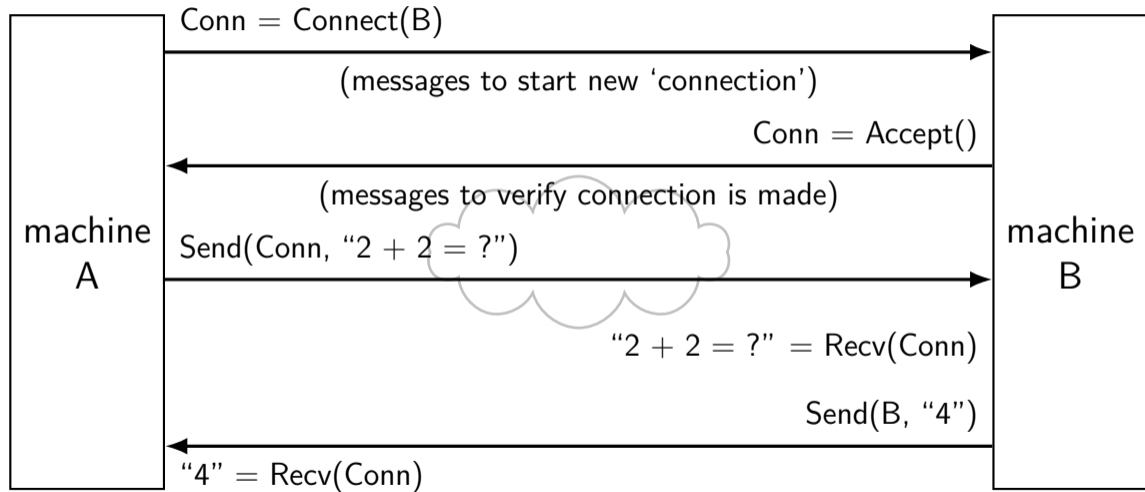 Conn = Connect(B)
(messages to start new ‘connection’)
Conn = Accept()
(messages to verify connection is made)
machine
A
Send(Conn, “2 + 2 = ?”)
machine
B
“2 + 2 = ?” = Recv(Conn)
Send(B, “4”)
“4” = Recv(Conn)